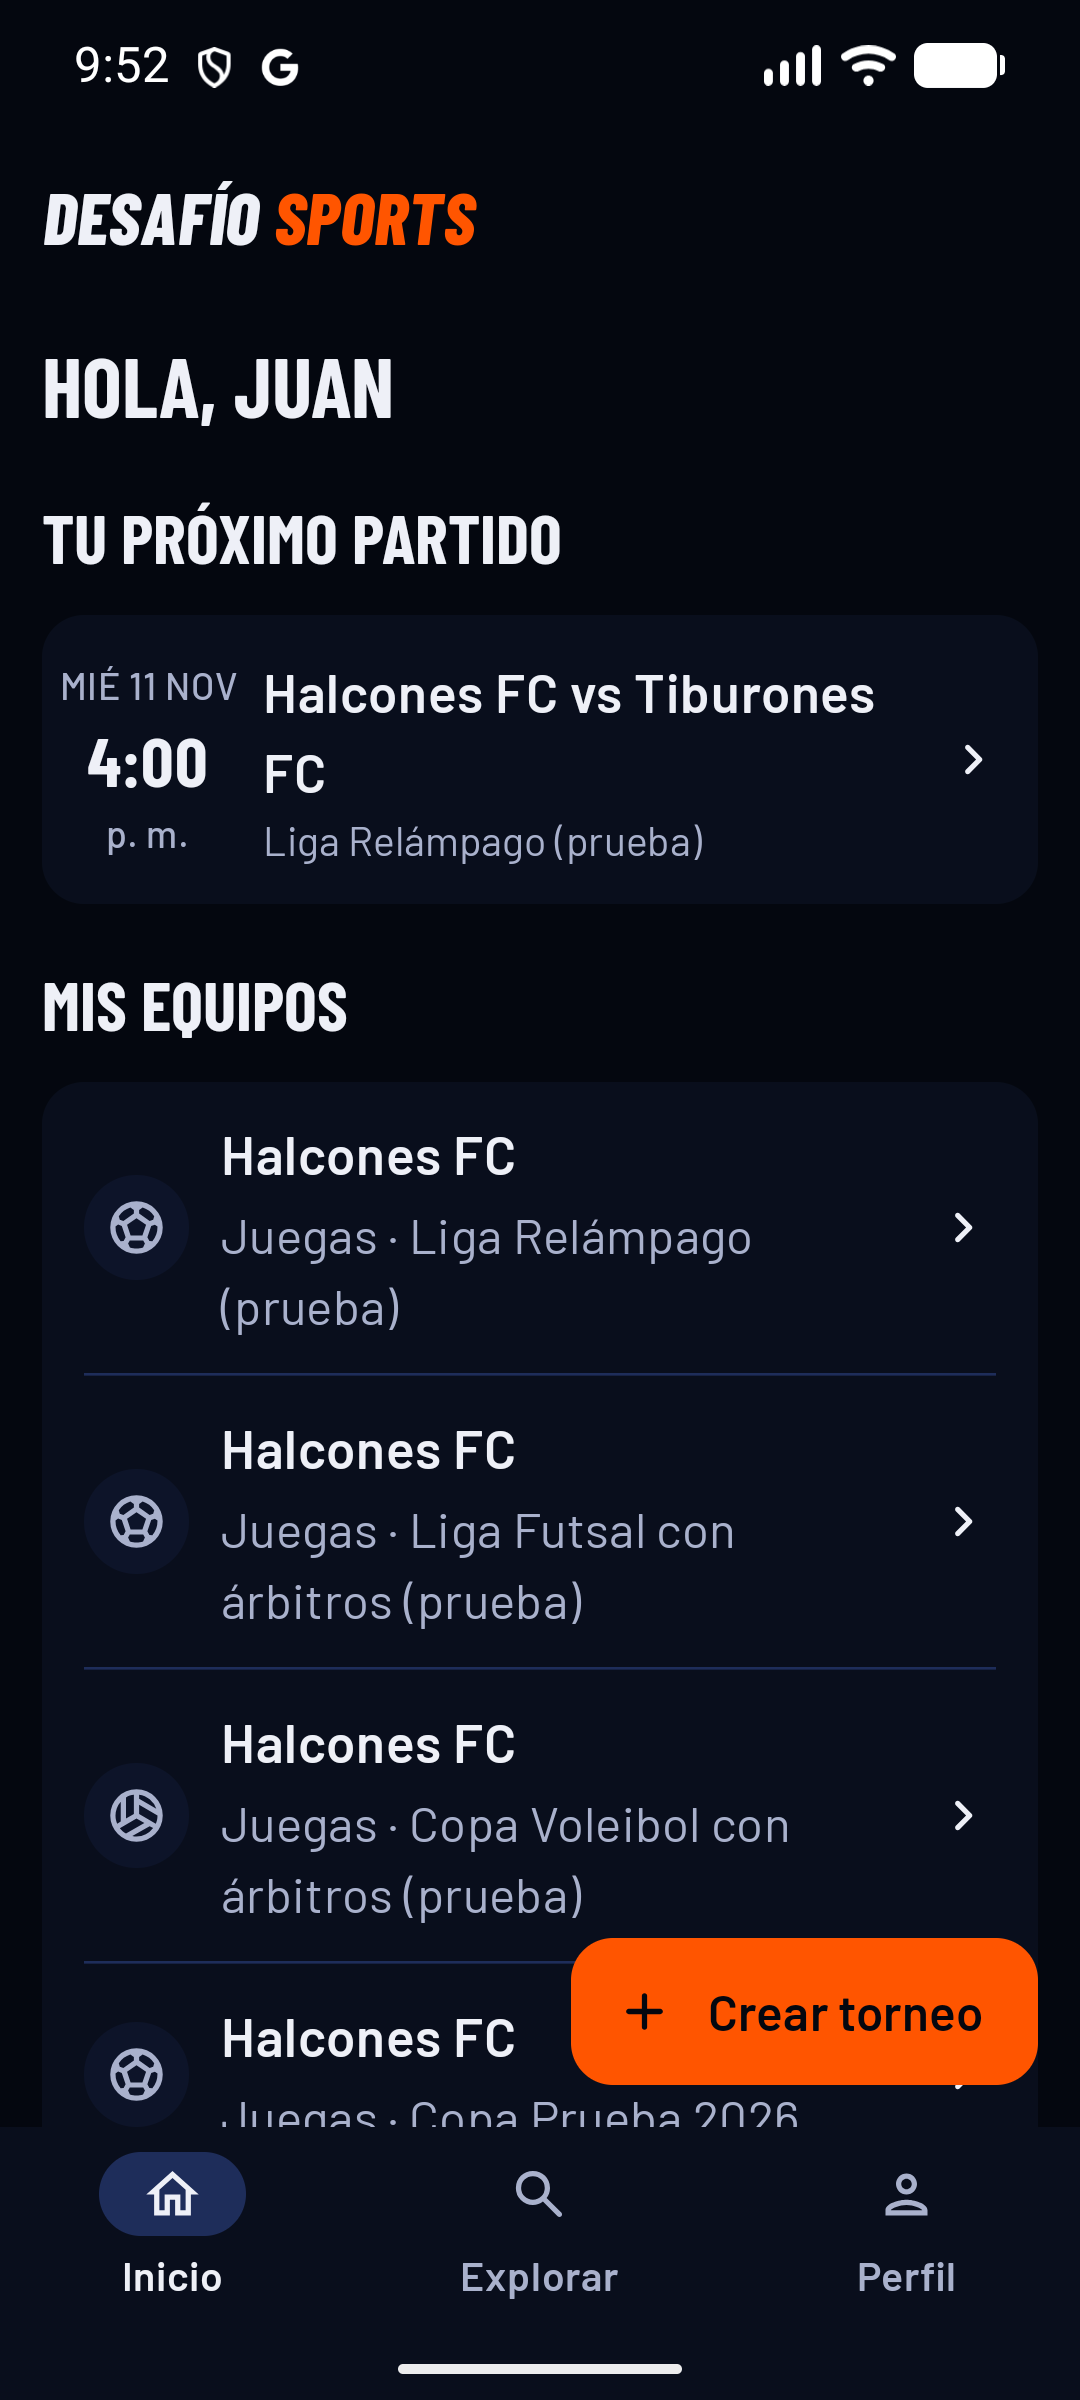 9:52
DESAFÍO SPORTS
HOLA, JUAN
TU PRÓXIMO PARTIDO
MIÉ 11 NOV
4:00
p. m.
Halcones FC vs Tiburones
FC
Liga Relámpago (prueba)
MIS EQUIPOS
Halcones FC
Juegas · Liga Relámpago
(prueba)
Halcones FC
Juegas · Liga Futsal con
árbitros (prueba)
Halcones FC
Juegas · Copa Voleibol con
árbitros (prueba)
Halcones FC
Juegas · Copa Prueba 2026
Crear torneo
Inicio
Explorar
Perfil